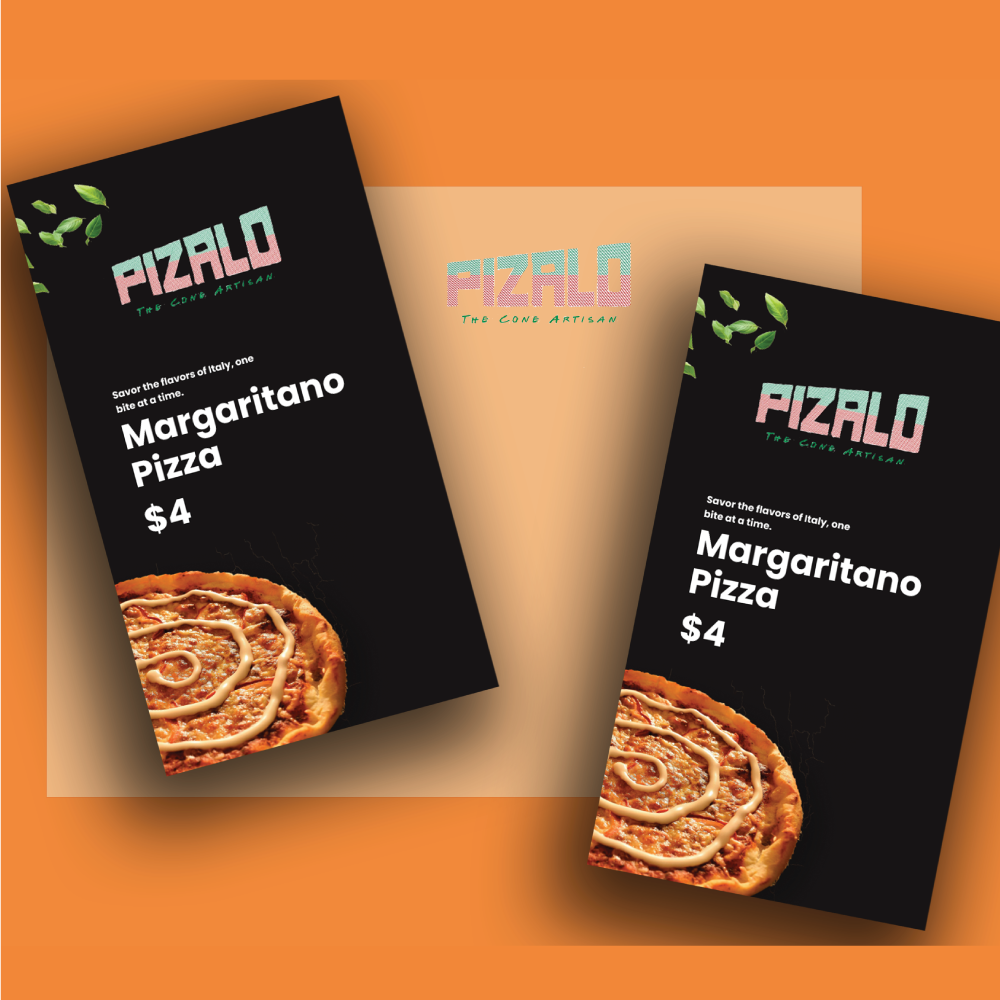 PIZALO
The Cone Artisan
Savor the flavors of Italy, one
bite at a time.
Margaritano
Pizza
$4
PIZALO
The Cone Artisan
PIZALO
The Cone Artisan
Savor the flavors of Italy, one
bite at a time.
Margaritano
Pizza
$4